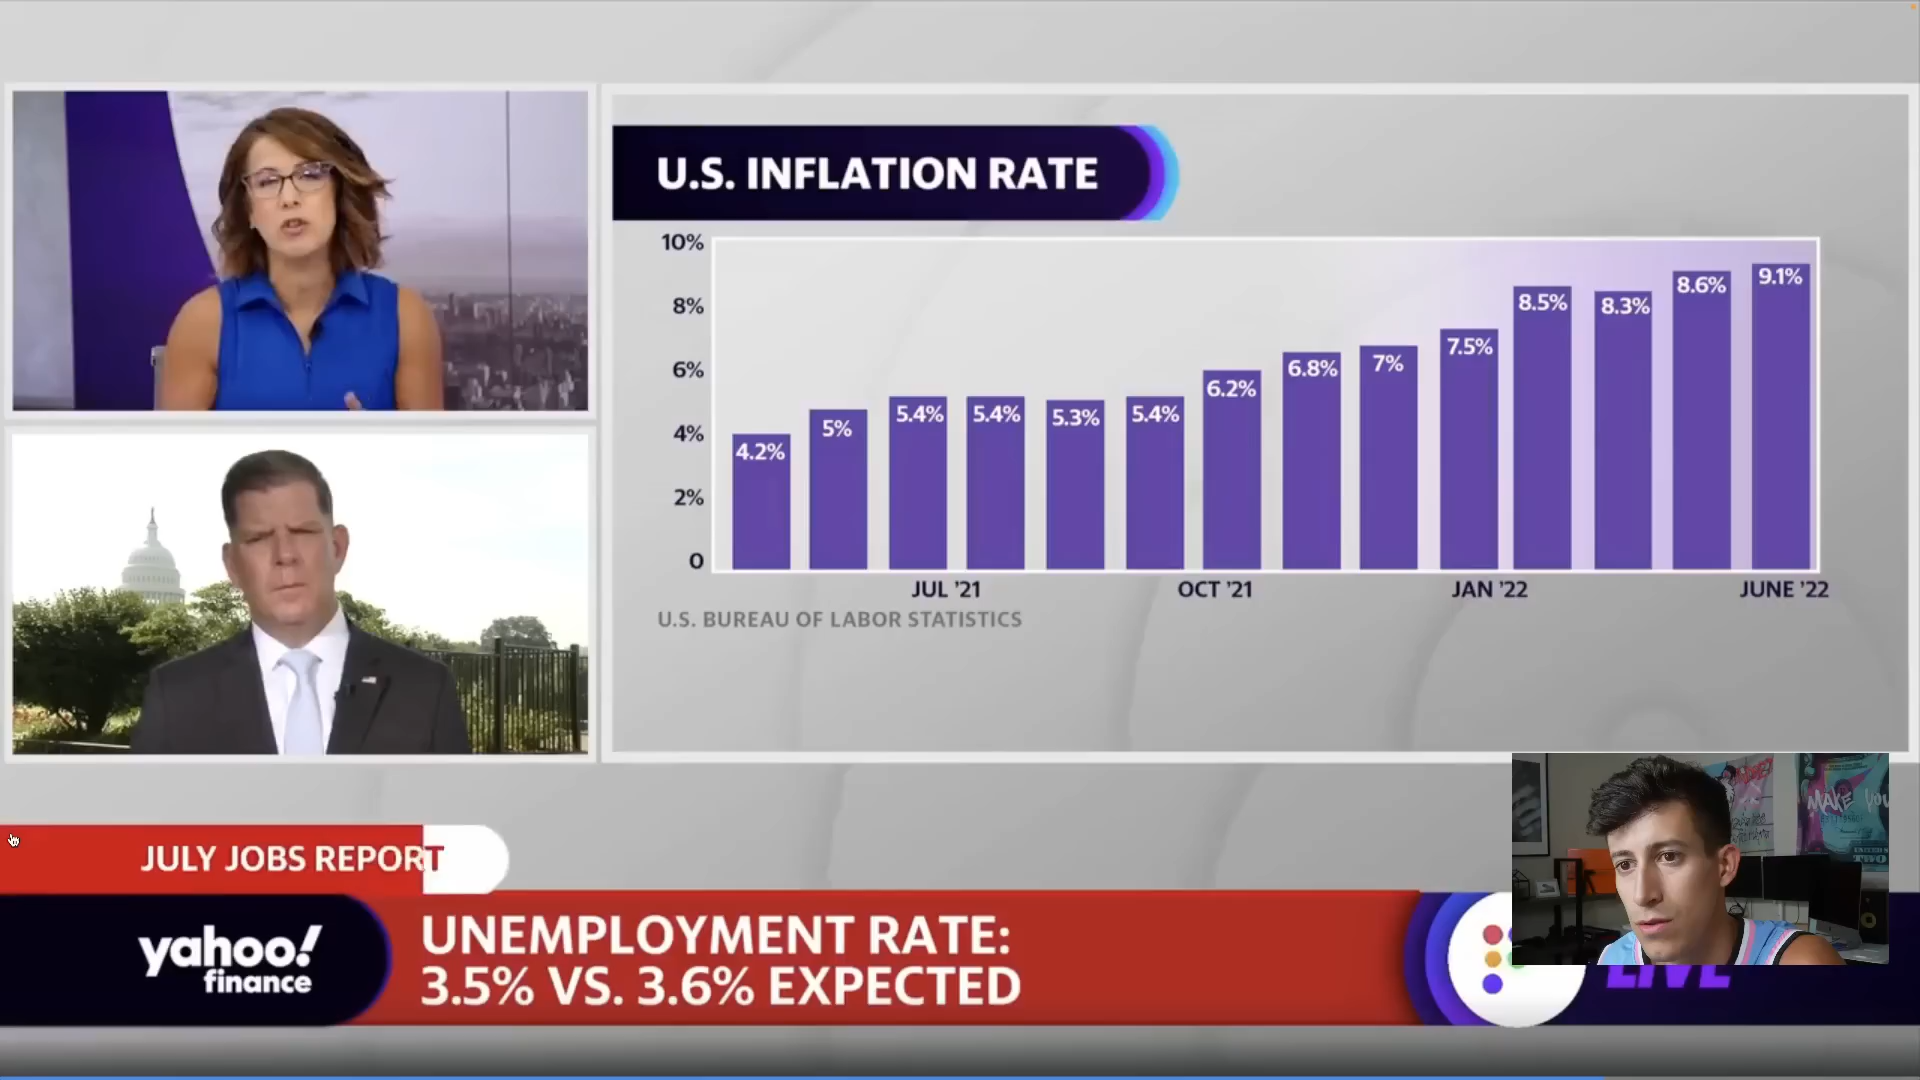 U.S. INFLATION RATE
10%
8%
6%
4%
2%
0
4.2%
5%
5.4%
5.4%
5.3%
5.4%
6.2%
6.8%
7%
7.5%
8.5%
8.3%
8.6%
9.1%
JUL '21
OCT '21
JAN '22
JUNE '22
U.S. BUREAU OF LABOR STATISTICS
JULY JOBS REPORT
yahoo!
finance
UNEMPLOYMENT RATE:
3.5% VS. 3.6% EXPECTED
MAKE YOU
LIVE